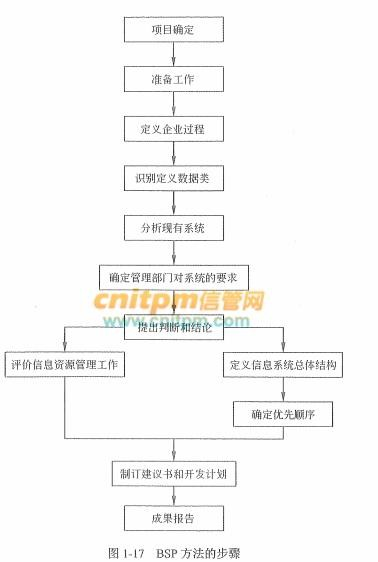 项目确定
准备工作
定义企业过程
识别定义数据类
分析现有系统
确定管理部门对系统的要求
cnitpm信管网
www.cnitpm.com
提出判断和结论
评价信息资源管理工作
定义信息系统总体结构
确定优先顺序
制订建议书和开发计划
成果报告
图 1-17 BSP 方法的步骤